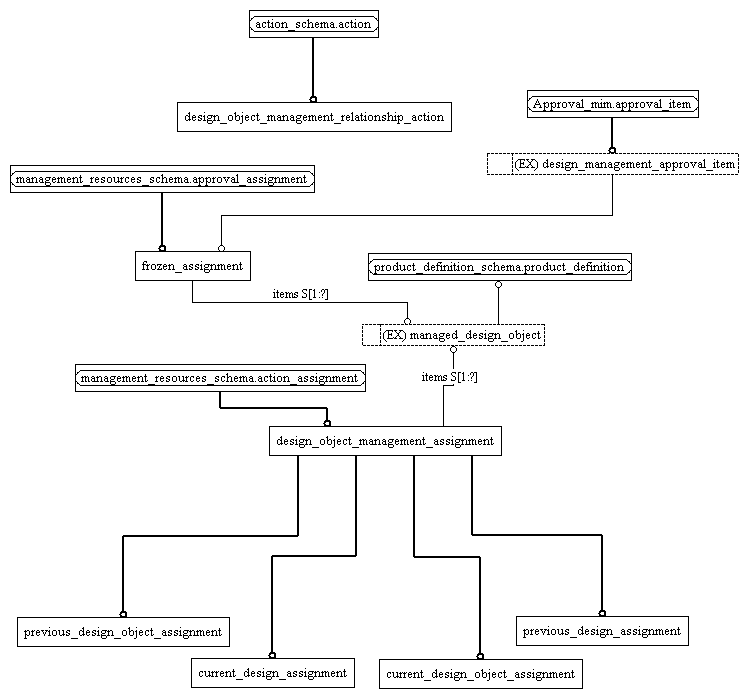 action_schema.action
Approval_mim.approval_item
design_object_management_relationship_action
(EX) design_management_approval_item
management_resources_schema.approval_assignment
frozen_assignment
product_definition_schema.product_definition
items S[1:?]
(EX) managed_design_object
management_resources_schema.action_assignment
items S[1:?]
design_object_management_assignment
previous_design_object_assignment
previous_design_assignment
current_design_assignment
current_design_object_assignment